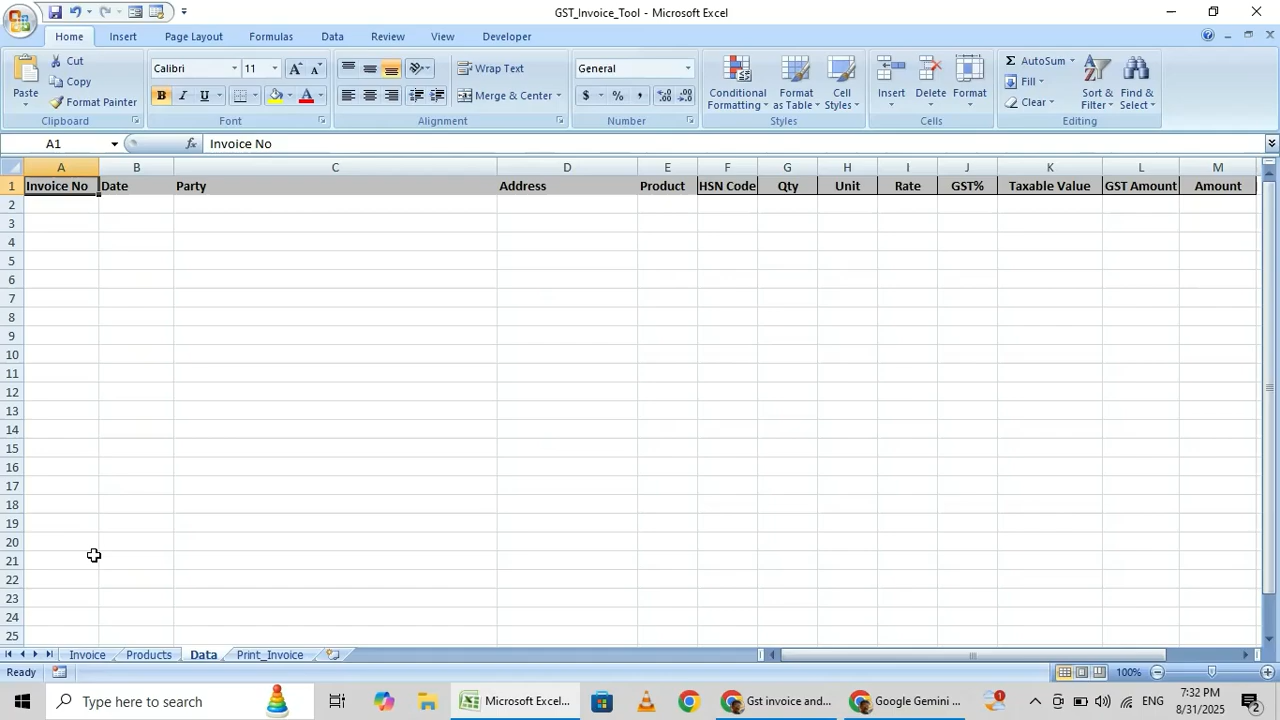 GST_Invoice_Tool - Microsoft Excel
Home Insert Page Layout Formulas Data Review View Developer
Paste
Cut
Copy
Format Painter
Clipboard
Calibri 11
B I U
A
Font
Wrap Text
Merge & Center
Alignment
General
$ % ,
Number
Conditional Formatting
Format as Table
Cell Styles
Styles
Insert
Delete
Format
Cells
Σ AutoSum
Fill
Clear
Sort & Filter
Find & Select
Editing
A1 fx Invoice No
A B C D E F G H I J K L M
1 Invoice No Date Party Address Product HSN Code Qty Unit Rate GST% Taxable Value GST Amount Amount
2
3
4
5
6
7
8
9
10
11
12
13
14
15
16
17
18
19
20
21
22
23
24
25
Invoice Products Data Print_Invoice
Ready 100%
Type here to search
Microsoft Excel...
Gst invoice and...
Google Gemini ...
1
ENG
7:32 PM
8/31/2025
2